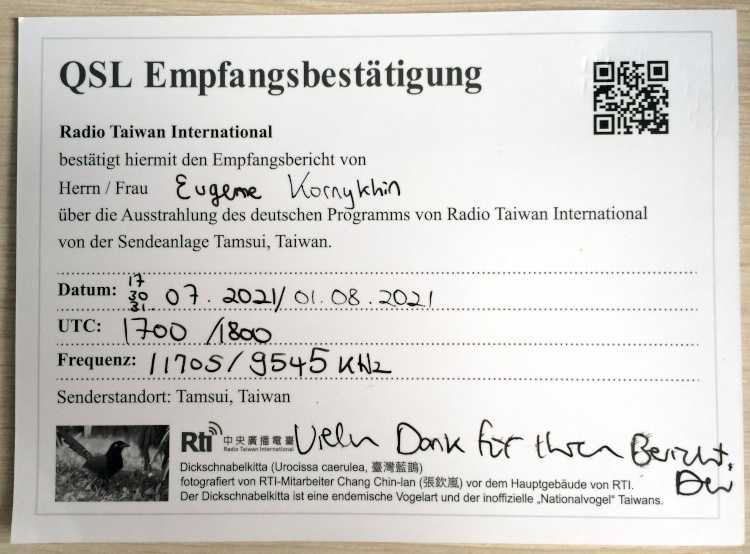 QSL Empfangsbestätigung
Radio Taiwan International
bestätigt hiermit den Empfangsbericht von
Herrn / Frau Eugene Kornykhin
über die Ausstrahlung des deutschen Programms von Radio Taiwan International
von der Sendeanlage Tamsui, Taiwan.
Datum: 17 30 31. 07. 2021/ 01.08.2021
UTC: 1700 /1800
Frequenz: 11705/9545 KHz
Senderstandort: Tamsui, Taiwan
Rti 中央廣播電臺 Vieln Dank für Ihren Bericht.
Radio Taiwan International
Dickschnabelkitta (Urocissa caerulea, 臺灣藍鵲)
fotografiert von RTI-Mitarbeiter Chang Chin-lan (張欽嵐) vor dem Hauptgebäude von RTI.
Der Dickschnabelkitta ist eine endemische Vogelart und der inoffizielle „Nationalvogel“ Taiwans.